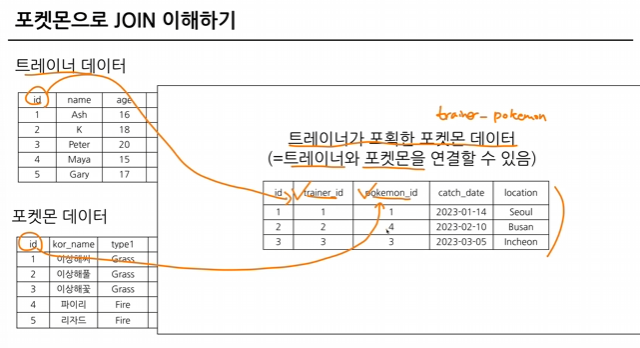 포켓몬으로 JOIN 이해하기
트레이너 데이터
id name age
1 Ash 16
2 K 18
3 Peter 20
4 Maya 15
5 Gary 17
포켓몬 데이터
id kor_name type1
1 이상해씨 Grass
2 이상해풀 Grass
3 이상해꽃 Grass
4 파이리 Fire
5 리자드 Fire
trainer_pokemon
트레이너가 포획한 포켓몬 데이터
(=트레이너와 포켓몬을 연결할 수 있음)
id trainer_id pokemon_id catch_date location
1 1 1 2023-01-14 Seoul
2 2 4 2023-02-10 Busan
3 3 3 2023-03-05 Incheon